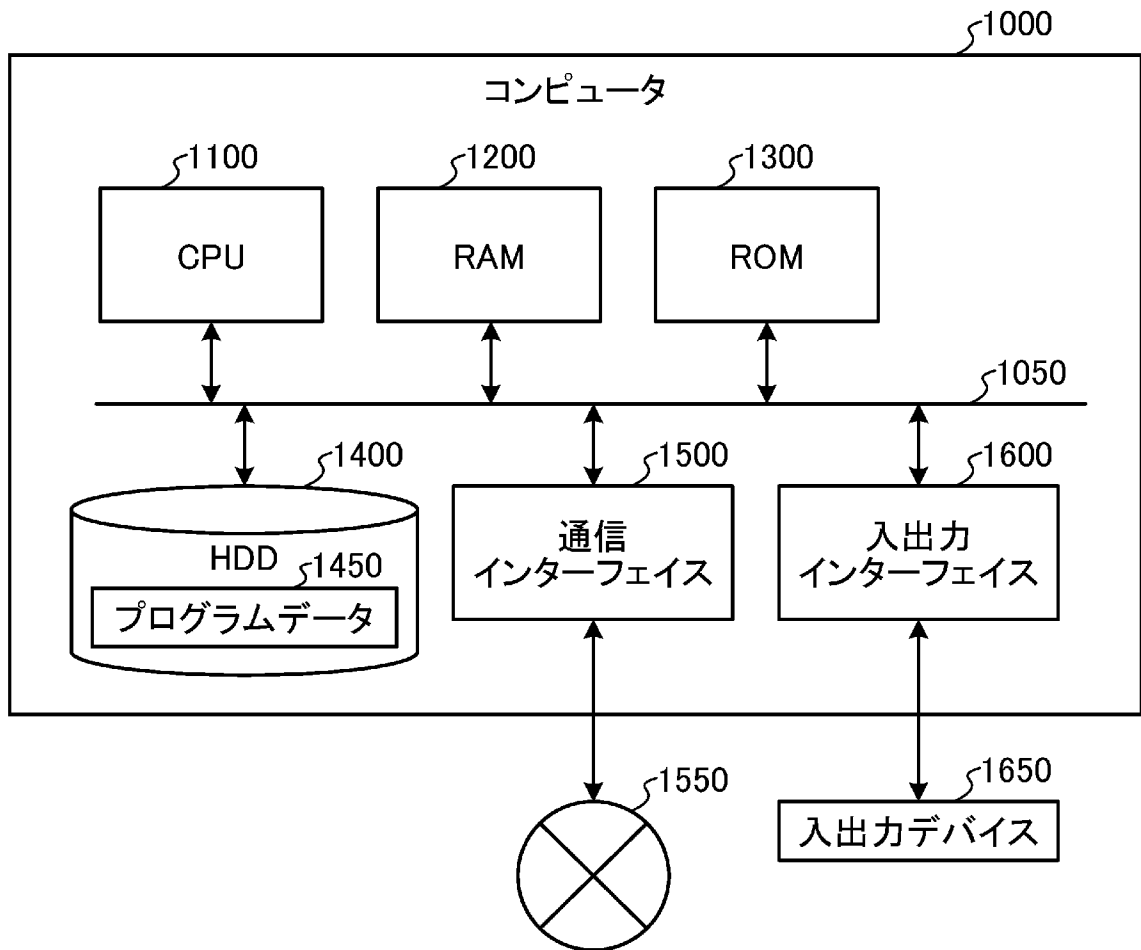 1000
コンピュータ
1100
1200
1300
CPU
RAM
ROM
1050
1400
1500
1600
HDD
1450
プログラムデータ
通信
インターフェイス
入出力
インターフェイス
1550
1650
入出力デバイス